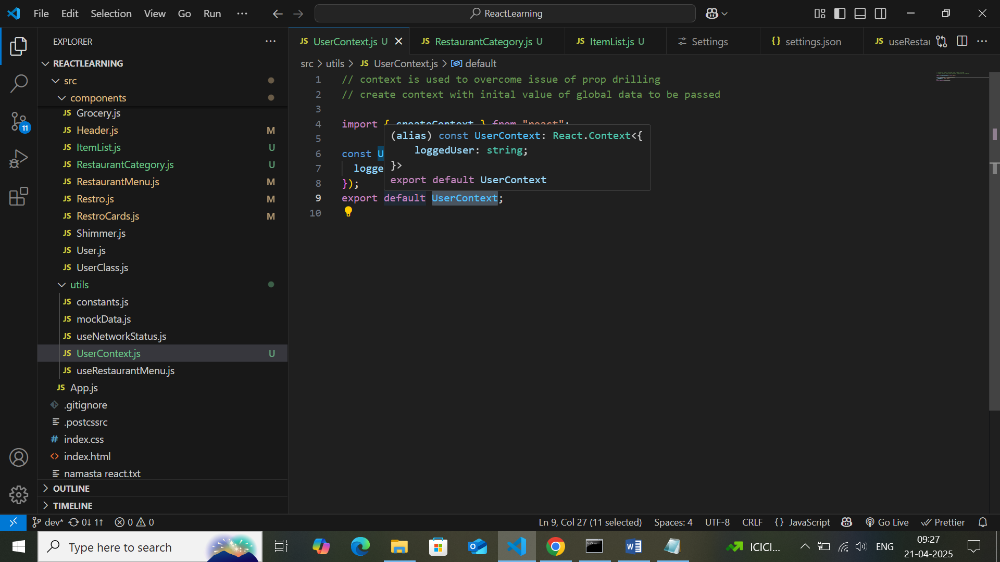 File Edit Selection View Go Run ReactLearning
EXPLORER
REACTLEARNING
src
components
Grocery.js
Header.js M
ItemList.js U
RestaurantCategory.js U
RestaurantMenu.js M
Restro.js M
RestroCards.js M
Shimmer.js
User.js
UserClass.js
utils
constants.js
mockData.js
useNetworkStatus.js
UserContext.js U
useRestaurantMenu.js
App.js
.gitignore
.postcssrc
index.css
index.html
namasta react.txt
OUTLINE
TIMELINE
11
UserContext.js U RestaurantCategory.js U ItemList.js U Settings settings.json useResta
src > utils > JS UserContext.js > default
1 // context is used to overcome issue of prop drilling
2 // create context with inital value of global data to be passed
3
4 import { createContext } from "react";
5
6 const U
7 logge
8 });
9 export default UserContext;
10
(alias) const UserContext: React.Context<{
loggedUser: string;
}>
export default UserContext
dev* 0↓ 1↑ 0 0 Ln 9, Col 27 (11 selected) Spaces: 4 UTF-8 CRLF {} JavaScript Go Live Prettier
Type here to search ICICI... ENG 09:27
21-04-2025